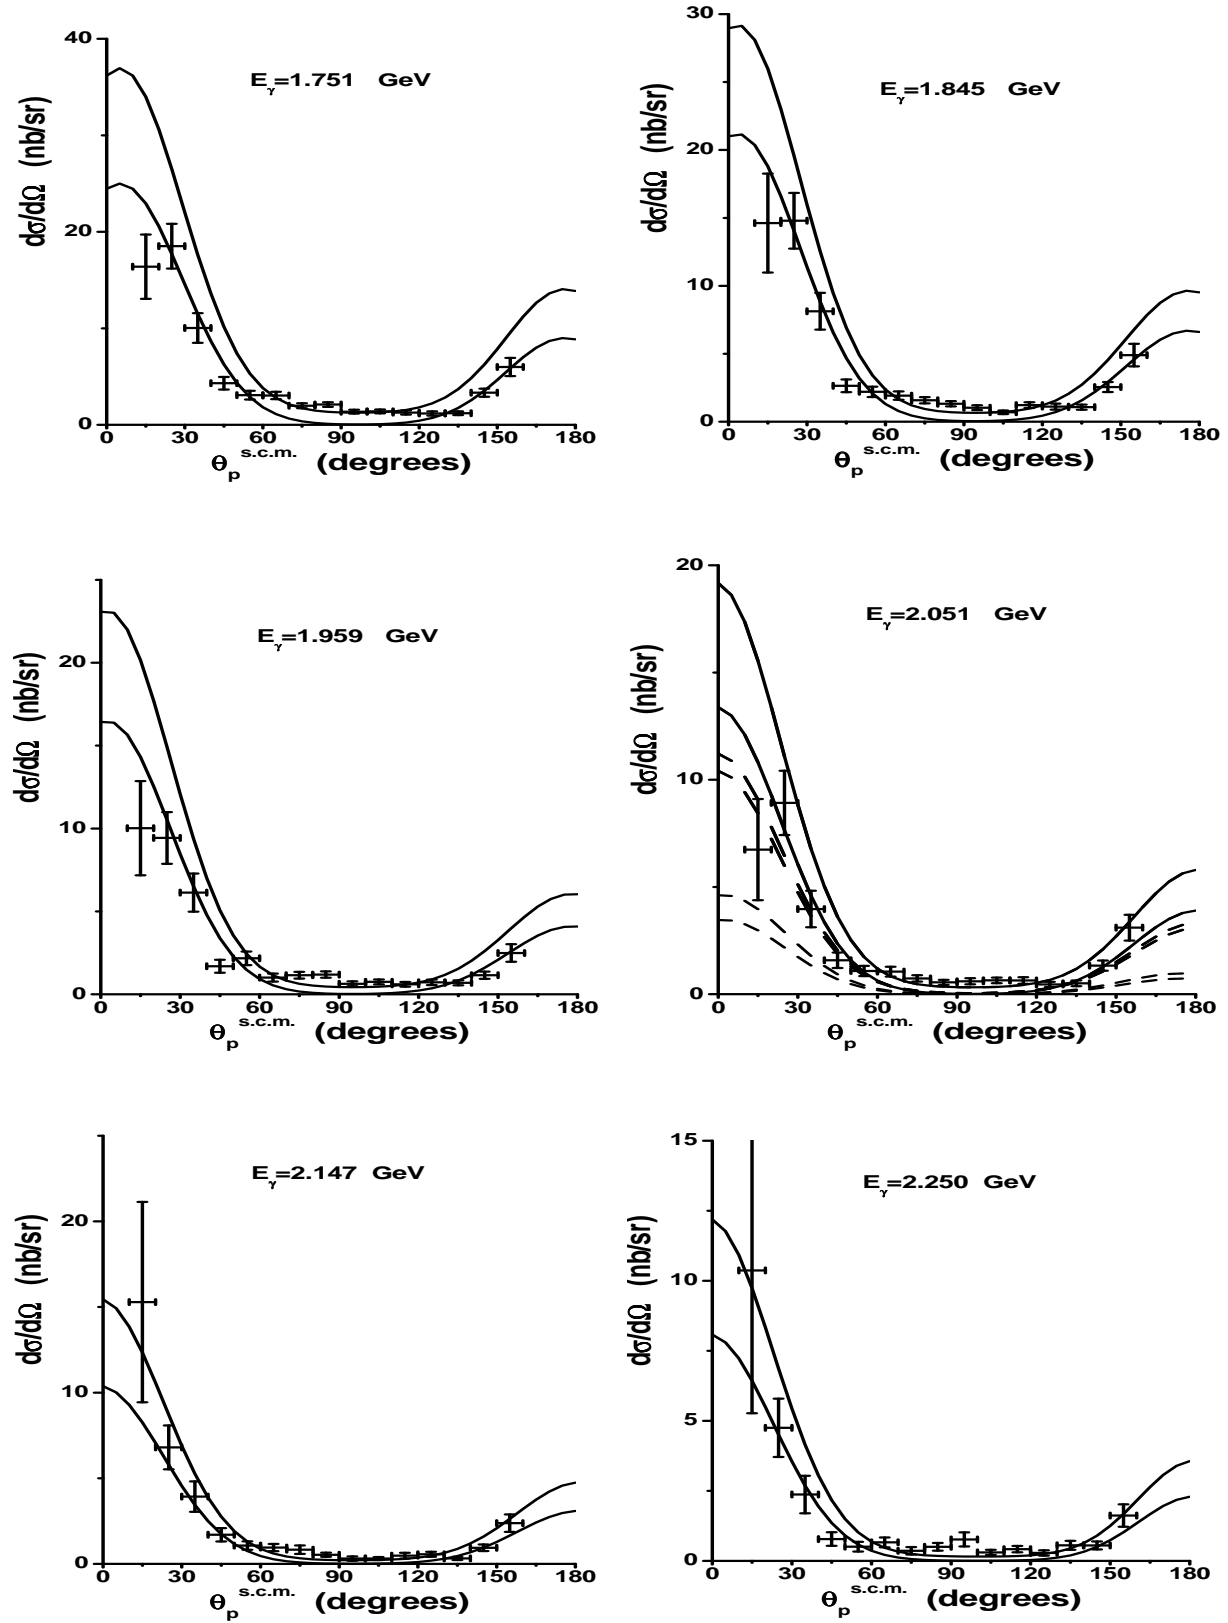 40
20
0
0 30 60 90 120 150 180
E_γ=1.751 GeV
dσ/dΩ (nb/sr)
θ_p^s.c.m. (degrees)
30
20
10
0
0 30 60 90 120 150 180
E_γ=1.845 GeV
dσ/dΩ (nb/sr)
θ_p^s.c.m. (degrees)
20
10
0
0 30 60 90 120 150 180
E_γ=1.959 GeV
dσ/dΩ (nb/sr)
θ_p^s.c.m. (degrees)
20
10
0
0 30 60 90 120 150 180
E_γ=2.051 GeV
dσ/dΩ (nb/sr)
θ_p^s.c.m. (degrees)
20
10
0
0 30 60 90 120 150 180
E_γ=2.147 GeV
dσ/dΩ (nb/sr)
θ_p^s.c.m. (degrees)
15
10
5
0
0 30 60 90 120 150 180
E_γ=2.250 GeV
dσ/dΩ (nb/sr)
θ_p^s.c.m. (degrees)